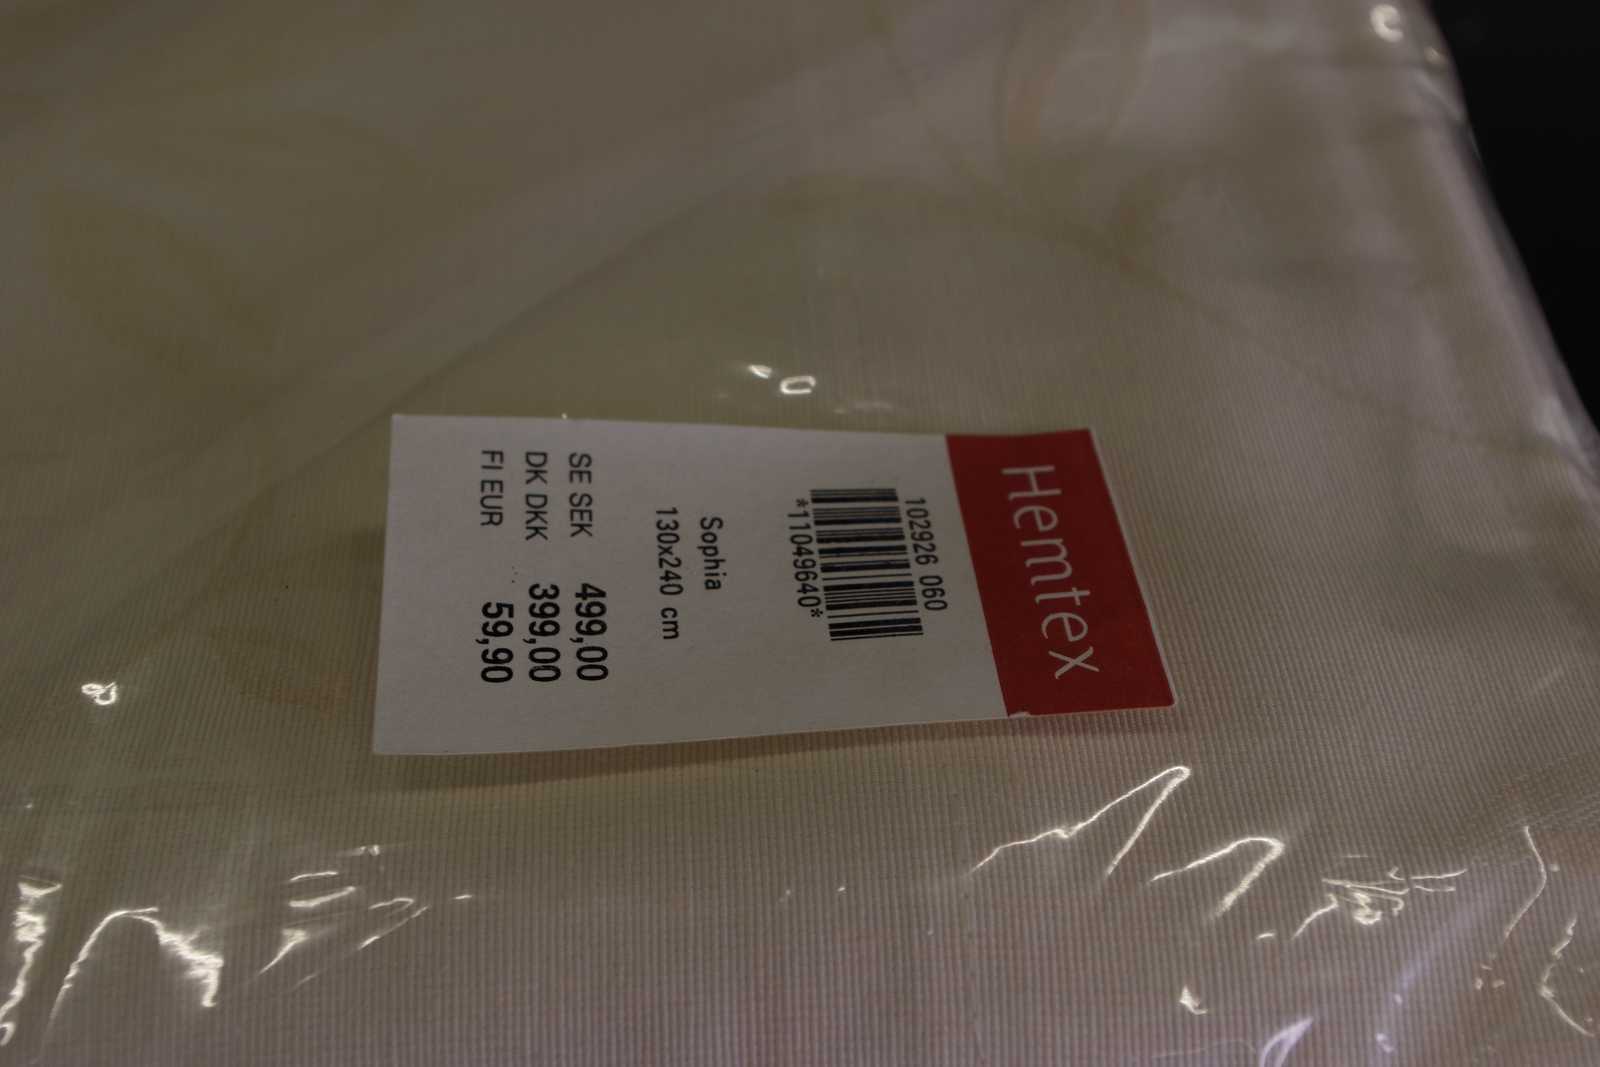 Hemtex
102926 060
*11049640*
Sophia
130x240 cm
SE SEK 499,00
DK DKK 399,00
FI EUR 59,90